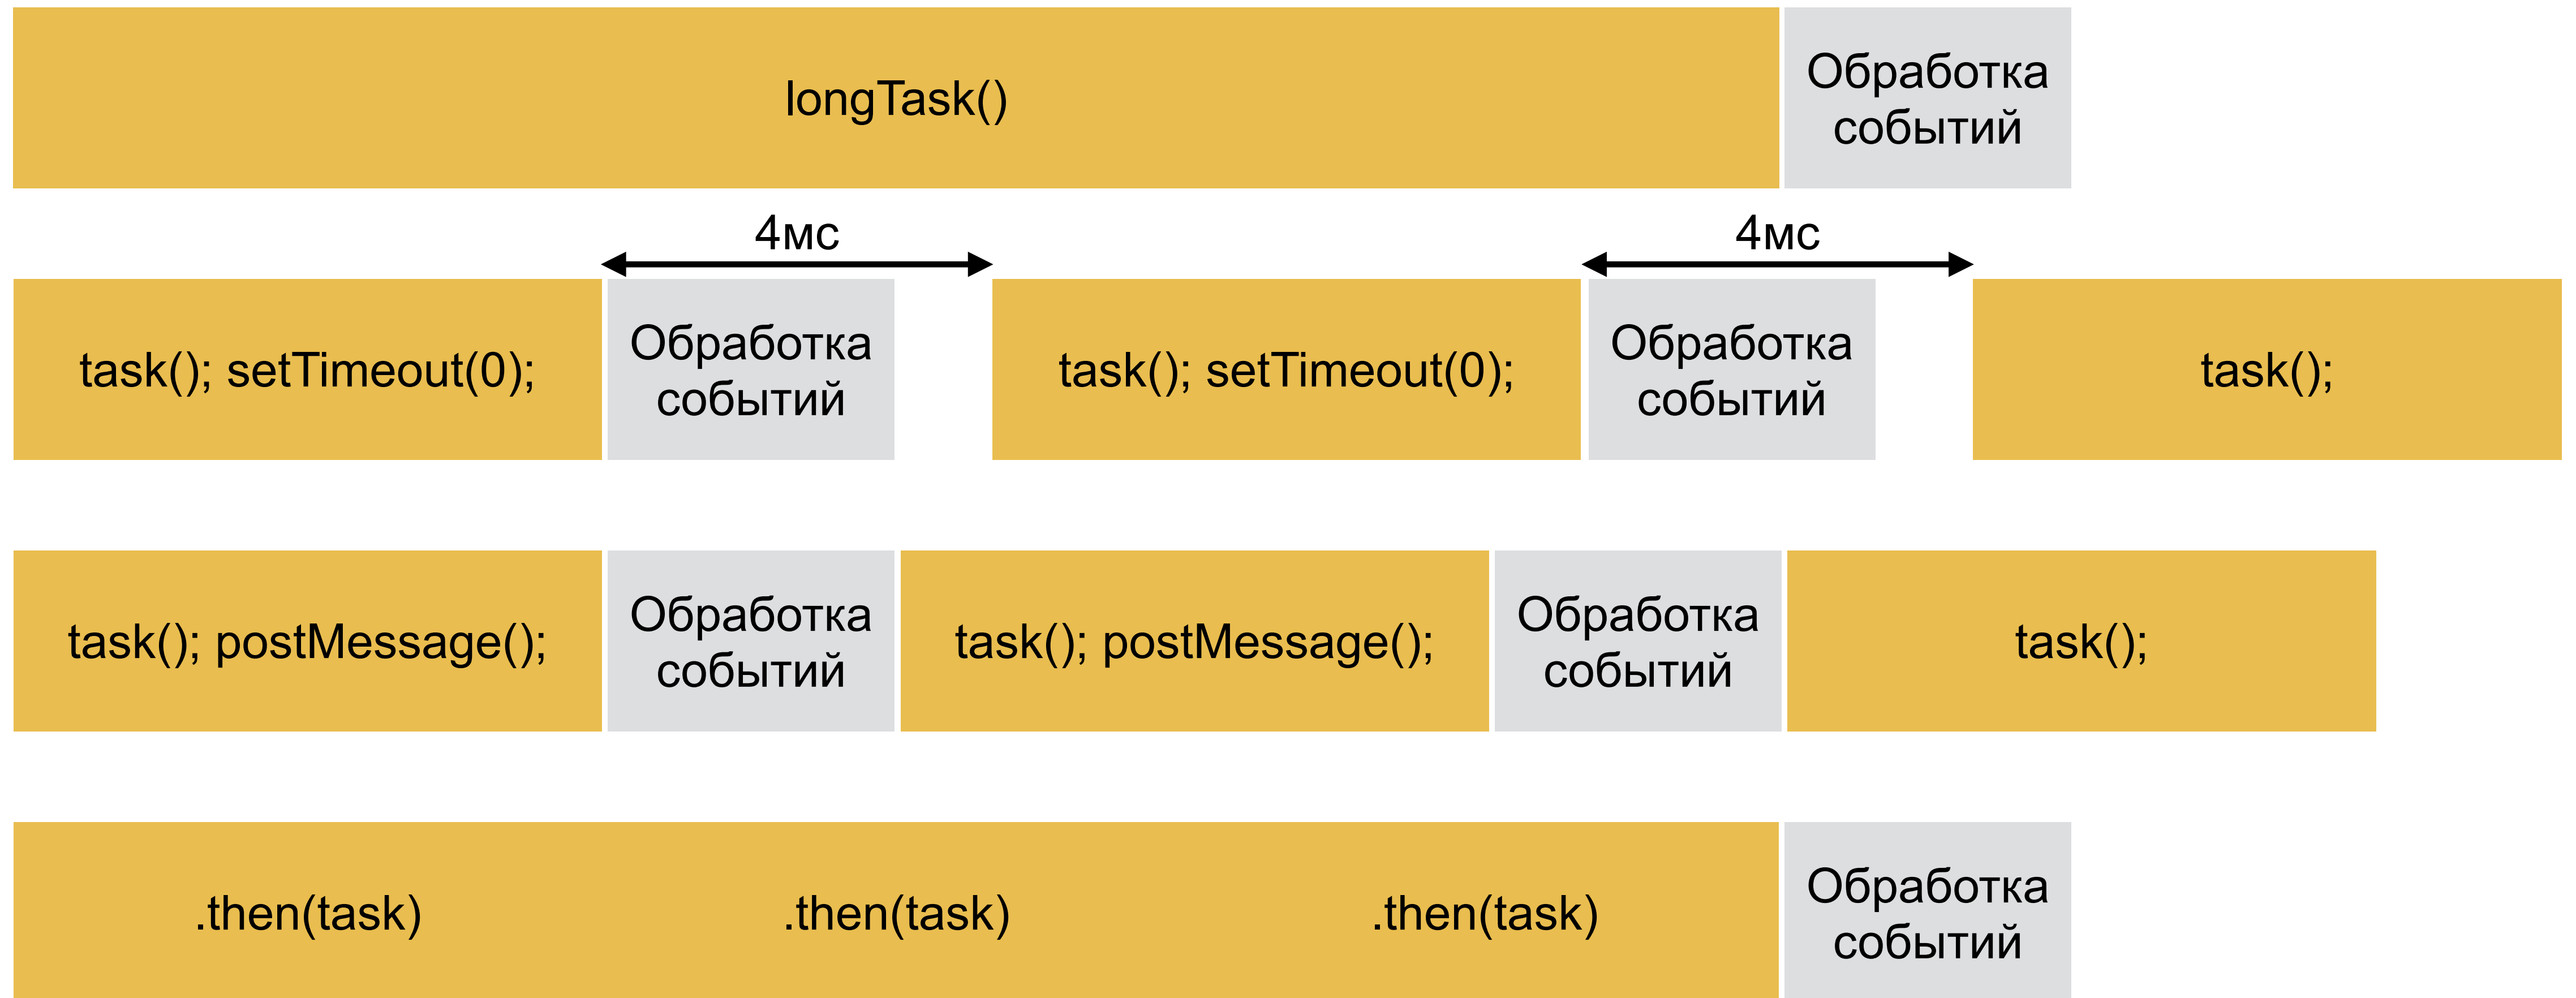 longTask()
Обработка
событий
4мс
4мс
task(); setTimeout(0);
Обработка
событий
task(); setTimeout(0);
Обработка
событий
task();
task(); postMessage();
Обработка
событий
task(); postMessage();
Обработка
событий
task();
.then(task)
.then(task)
.then(task)
Обработка
событий